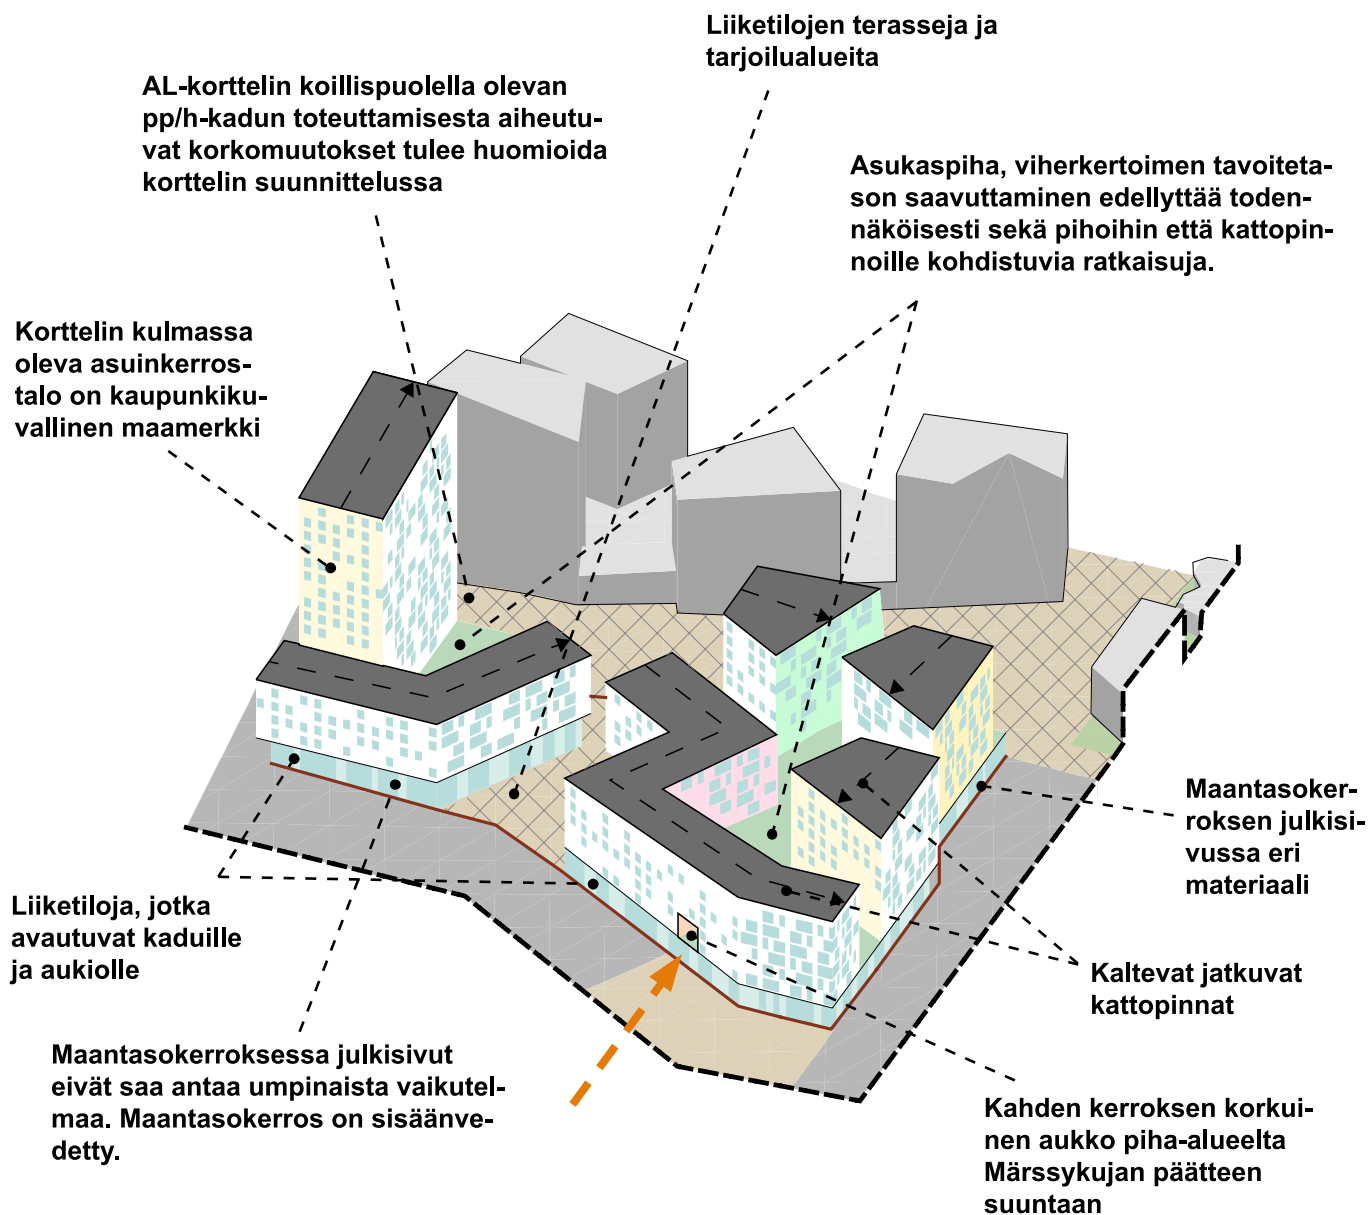 Liiketilojen terasseja ja
tarjoilualueita
AL-korttelin koillispuolella olevan
pp/h-kadun toteuttamisesta aiheutu-
vat korkomuutokset tulee huomioida
korttelin suunnittelussa
Asukaspiha, viherkertoimen tavoiteta-
son saavuttaminen edellyttää toden-
näköisesti sekä pihoihin että kattopin-
noille kohdistuvia ratkaisuja.
Korttelin kulmassa
oleva asuinkerros-
talo on kaupunkiku-
vallinen maamerkki
Maantasoker-
roksen julkisi-
vussa eri
materiaali
Liiketiloja, jotka
avautuvat kaduille
ja aukiolle
Kaltevat jatkuvat
kattopinnat
Maantasokerroksessa julkisivut
eivät saa antaa umpinaista vaikutel-
maa. Maantasokerros on sisäänve-
detty.
Kahden kerroksen korkui-
nen aukko piha-alueelta
Märssykujan päätteen
suuntaan